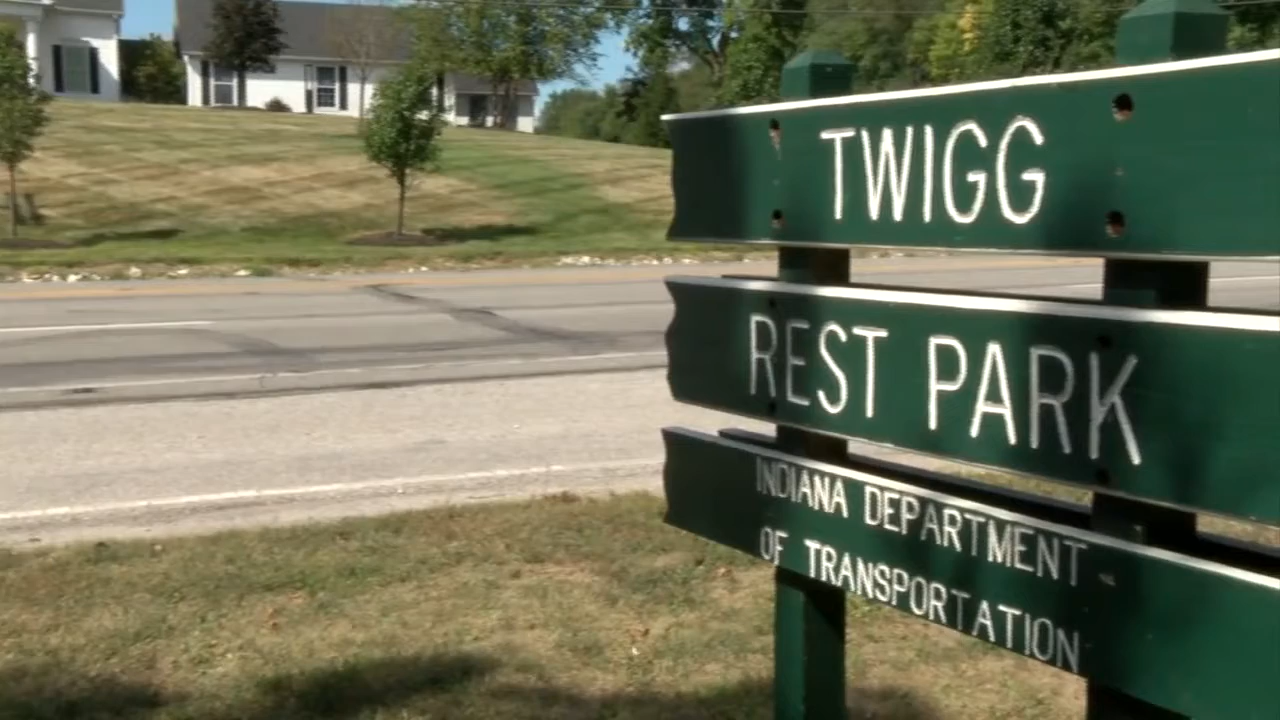 TWIGG
REST PARK
INDIANA DEPARTMENT
OF TRANSPORTATION